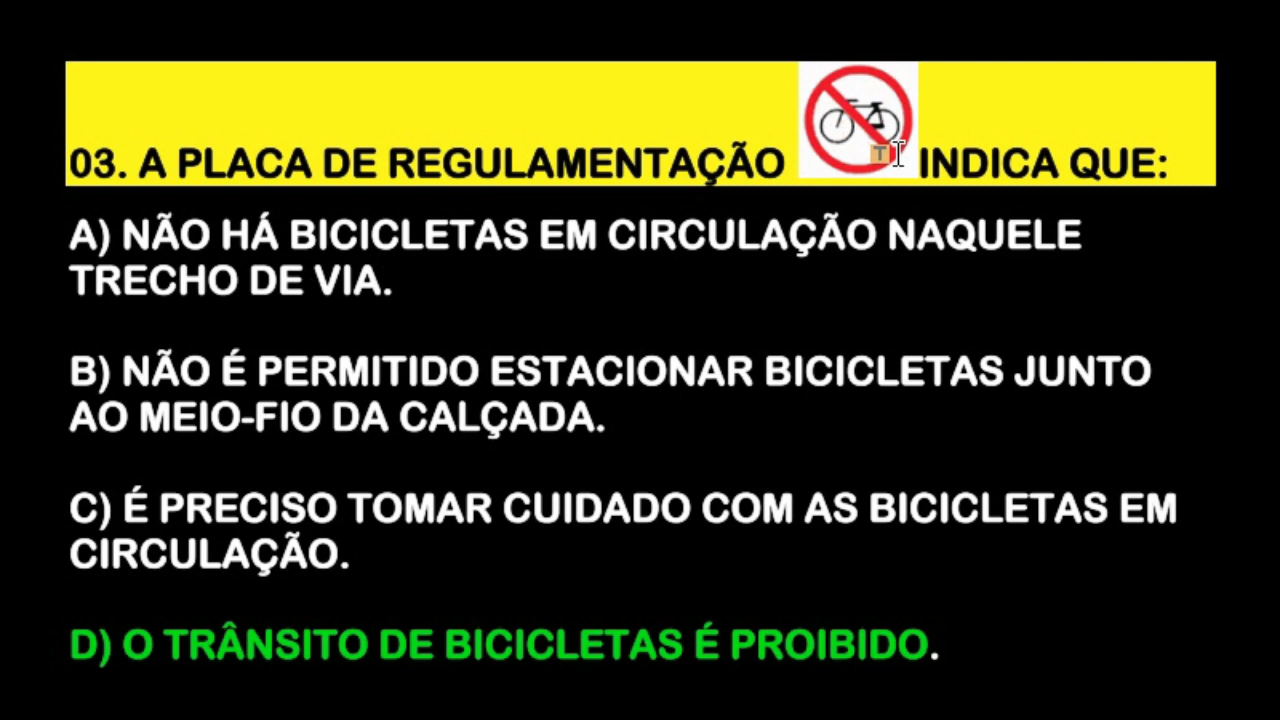 03. A PLACA DE REGULAMENTAÇÃO INDICA QUE:
A) NÃO HÁ BICICLETAS EM CIRCULAÇÃO NAQUELE
TRECHO DE VIA.
B) NÃO É PERMITIDO ESTACIONAR BICICLETAS JUNTO
AO MEIO-FIO DA CALÇADA.
C) É PRECISO TOMAR CUIDADO COM AS BICICLETAS EM
CIRCULAÇÃO.
D) O TRÂNSITO DE BICICLETAS É PROIBIDO.